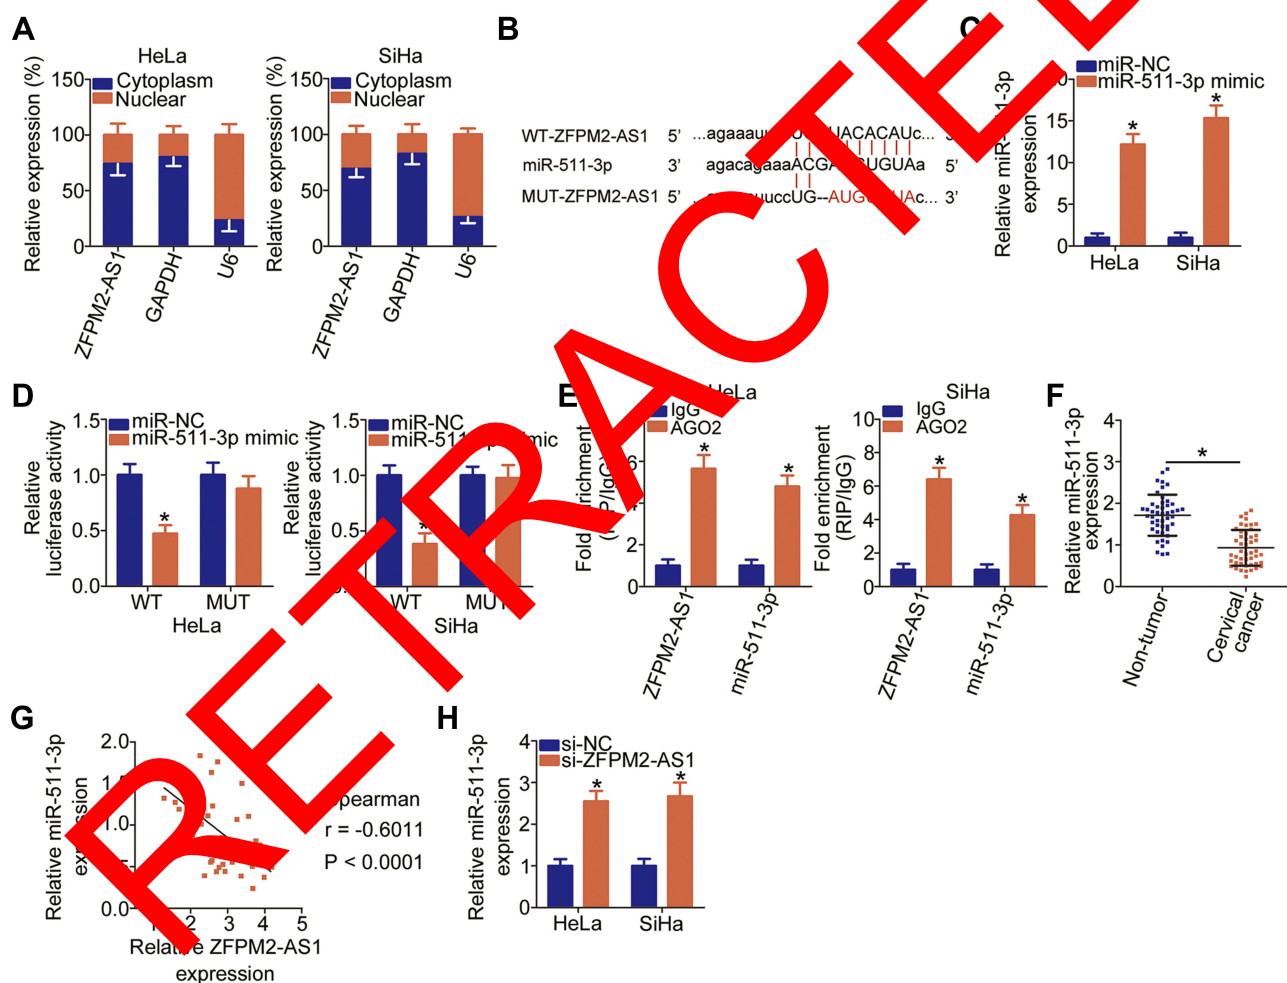 A
HeLa
Relative expression (%)
150
100
50
0
Cytoplasm
Nuclear
ZFPM2-AS1
GAPDH
U6
SiHa
Relative expression (%)
150
100
50
0
Cytoplasm
Nuclear
ZFPM2-AS1
GAPDH
U6
B
WT-ZFPM2-AS1 5’
miR-511-3p 3’ 5’
MUT-ZFPM2-AS1 5’ 3’
C
expression
15
10
5
0
miR-NC
miR-511-3p mimic
*
*
HeLa
SiHa
D
Relative
luciferase activity
1.5
1.0
0.5
0.0
miR-NC
miR-511-3p mimic
*
WT
MUT
HeLa
Relative
luciferase activity
1.5
1.0
0.5
miR-NC
WT
SiHa
E
HeLa
Fold enrichment
IgG
AGO2
2
0
*
*
ZFPM2-AS1
miR-511-3p
SiHa
Fold enrichment
(RIP/IgG)
10
8
6
4
2
0
IgG
AGO2
*
*
ZFPM2-AS1
miR-511-3p
F
Relative miR-511-3p
expression
4
3
2
1
0
*
Non-tumor
Cervical
cancer
G
Relative miR-511-3p
expression
2.0
1.0
0.0
2 3 4 5
Relative ZFPM2-AS1
expression
Spearman
r = -0.6011
P < 0.0001
H
Relative miR-511-3p
expression
4
3
2
1
0
si-NC
si-ZFPM2-AS1
*
*
HeLa
SiHa
RETRACTED